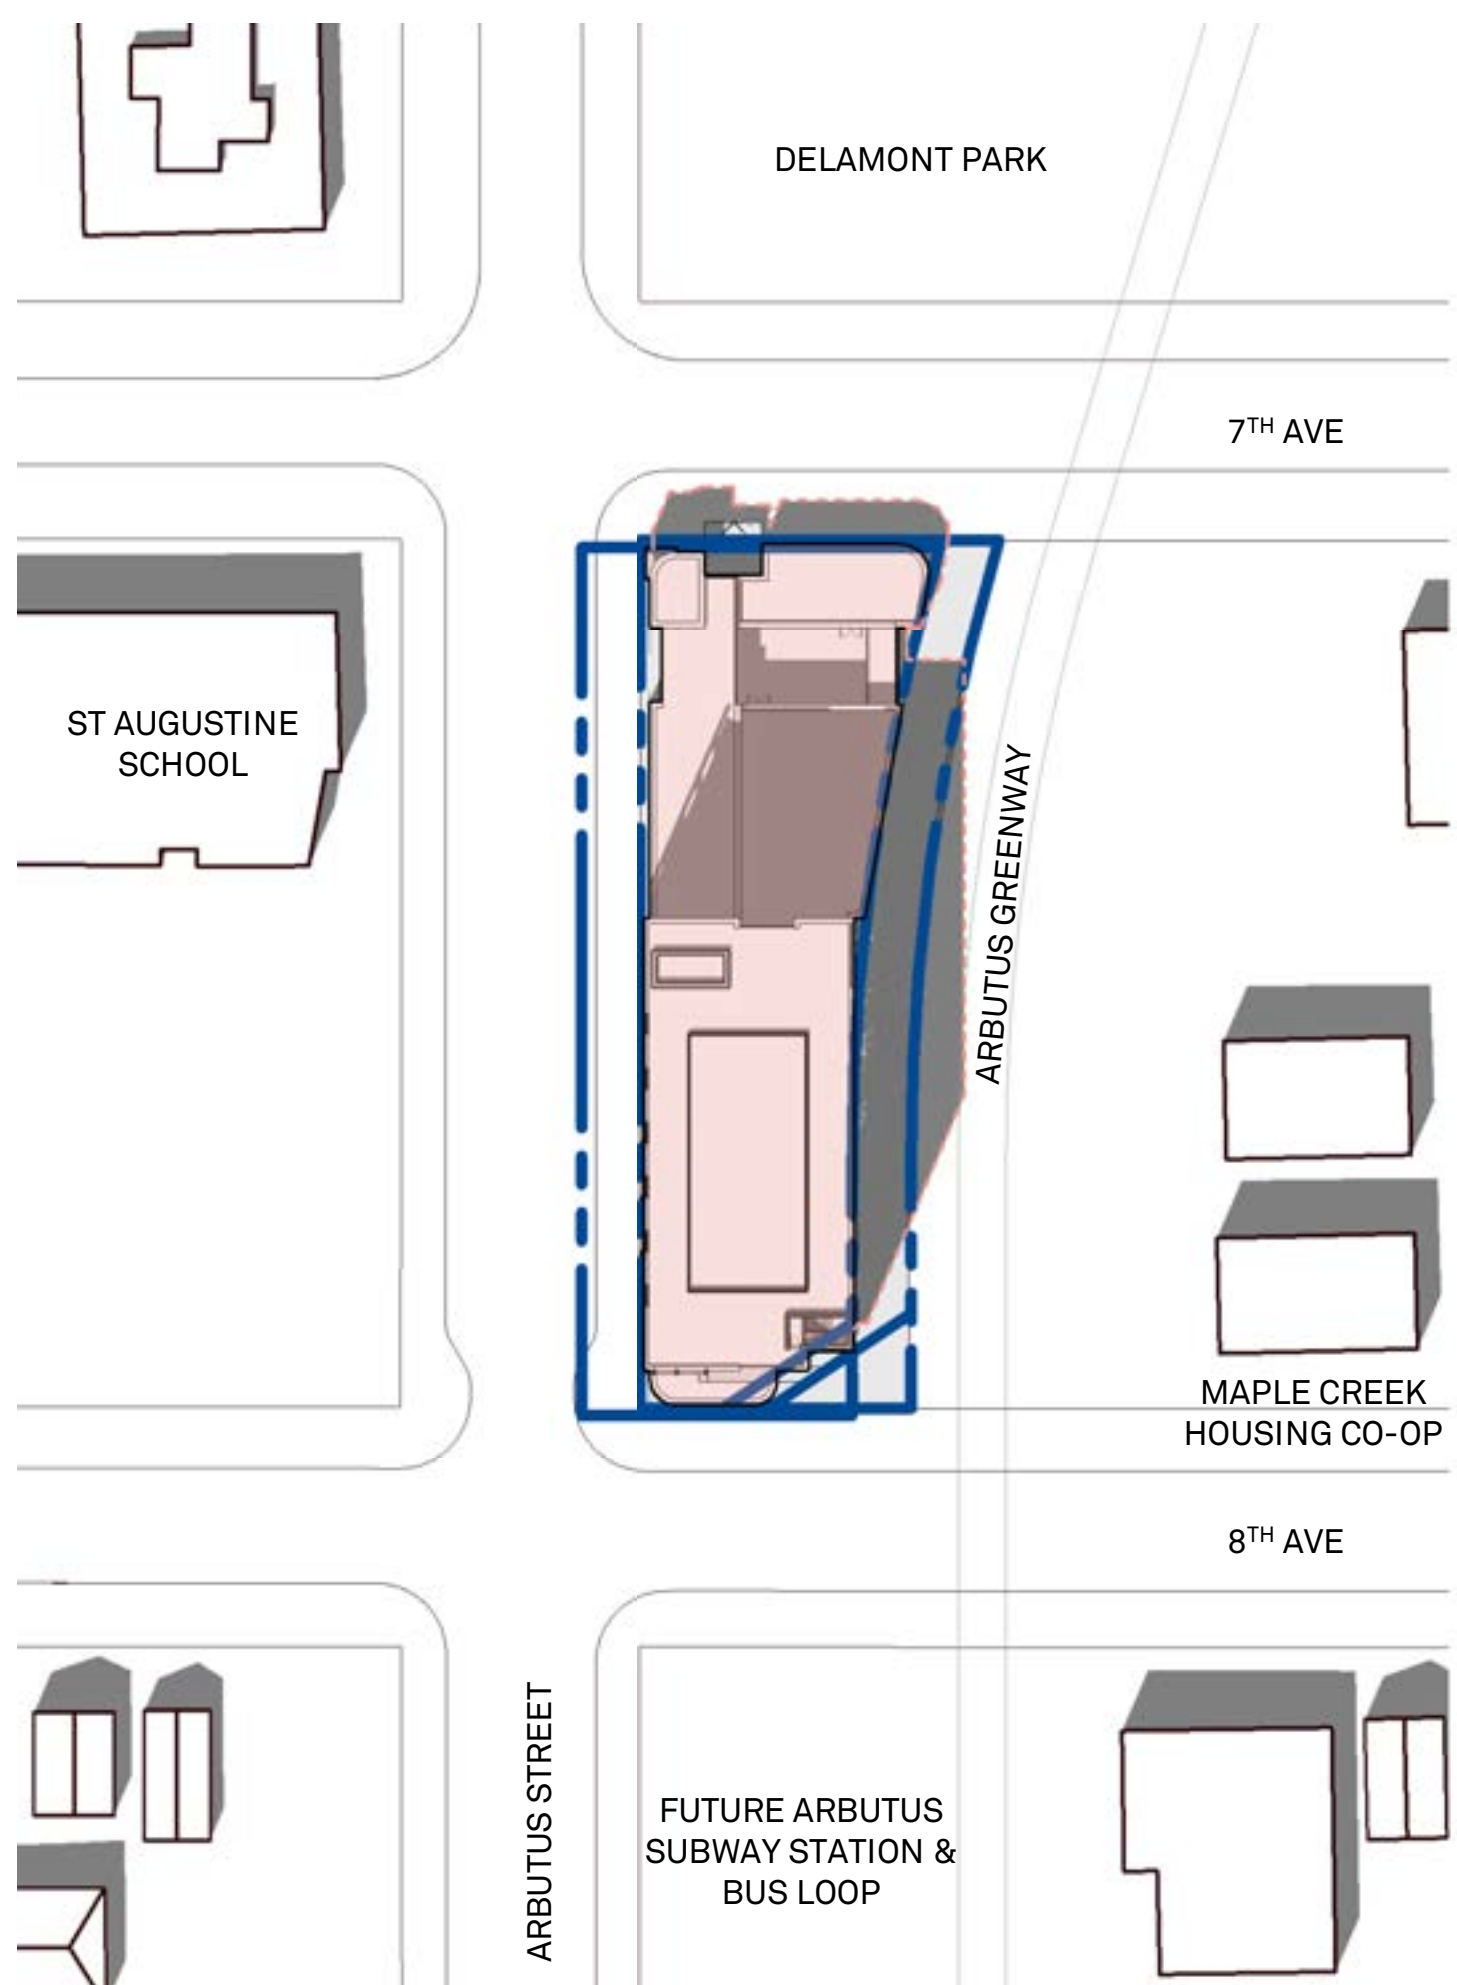 DELAMONT PARK
7TH AVE
ST AUGUSTINE
SCHOOL
ARBUTUS GREENWAY
MAPLE CREEK
HOUSING CO-OP
8TH AVE
ARBUTUS STREET
FUTURE ARBUTUS
SUBWAY STATION &
BUS LOOP